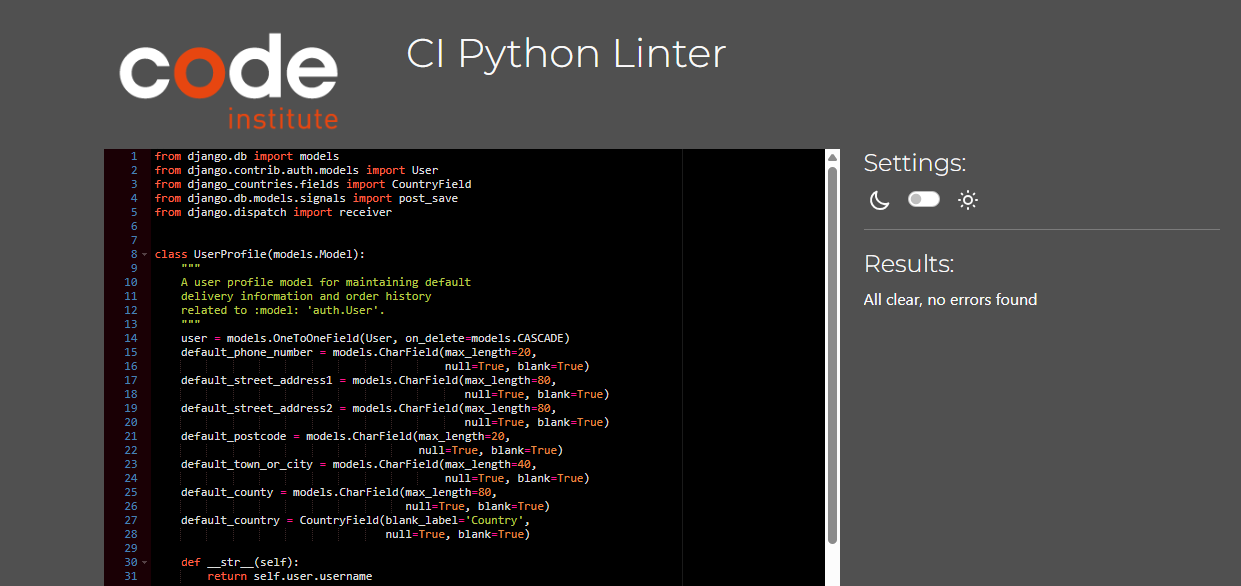 code
institute
CI Python Linter
1 from django.db import models
2 from django.contrib.auth.models import User
3 from django_countries.fields import CountryField
4 from django.db.models.signals import post_save
5 from django.dispatch import receiver
6
7
8 class UserProfile(models.Model):
9     """
10     A user profile model for maintaining default
11     delivery information and order history
12     related to :model: 'auth.User'.
13     """
14     user = models.OneToOneField(User, on_delete=models.CASCADE)
15     default_phone_number = models.CharField(max_length=20,
16                                             null=True, blank=True)
17     default_street_address1 = models.CharField(max_length=80,
18                                                null=True, blank=True)
19     default_street_address2 = models.CharField(max_length=80,
20                                                null=True, blank=True)
21     default_postcode = models.CharField(max_length=20,
22                                         null=True, blank=True)
23     default_town_or_city = models.CharField(max_length=40,
24                                             null=True, blank=True)
25     default_county = models.CharField(max_length=80,
26                                       null=True, blank=True)
27     default_country = CountryField(blank_label='Country',
28                                    null=True, blank=True)
29
30     def __str__(self):
31         return self.user.username
Settings:
Results:
All clear, no errors found